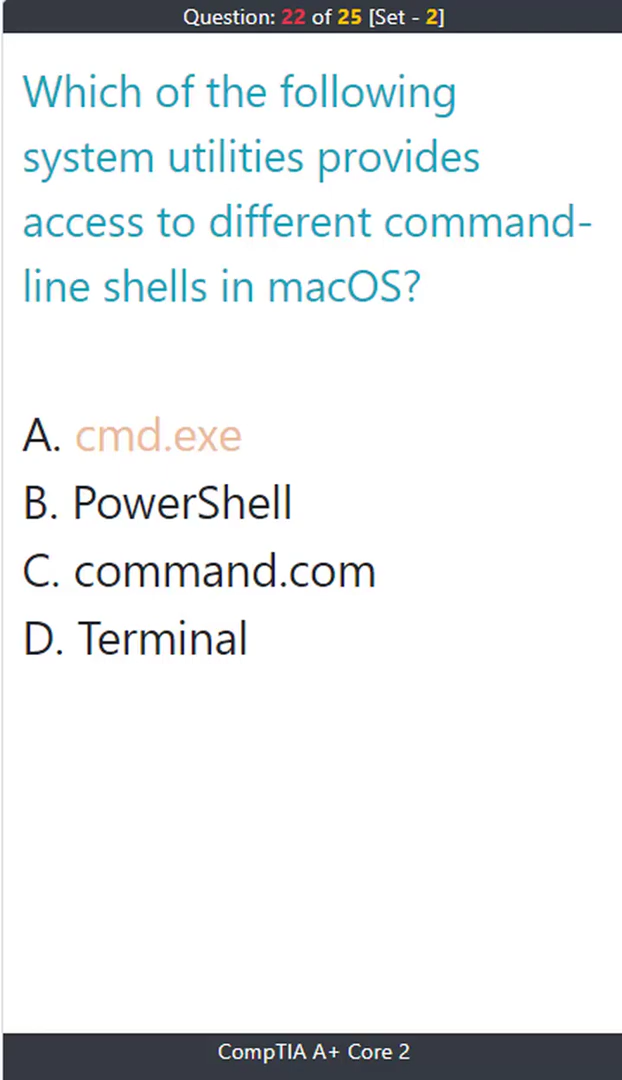 Question: 22 of 25 [Set - 2]
Which of the following
system utilities provides
access to different command-
line shells in macOS?
A. cmd.exe
B. PowerShell
C. command.com
D. Terminal
CompTIA A+ Core 2